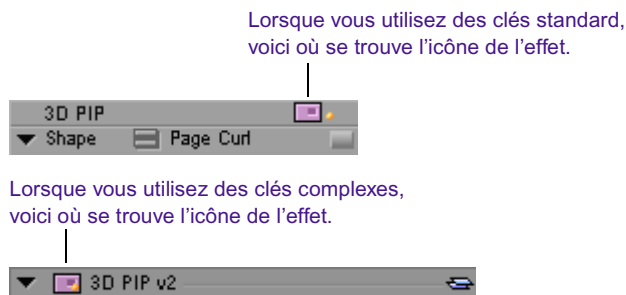 Lorsque vous utilisez des clés standard,
voici où se trouve l'icône de l'effet.
3D PIP
Shape Page Curl
Lorsque vous utilisez des clés complexes,
voici où se trouve l'icône de l'effet.
3D PIP v2